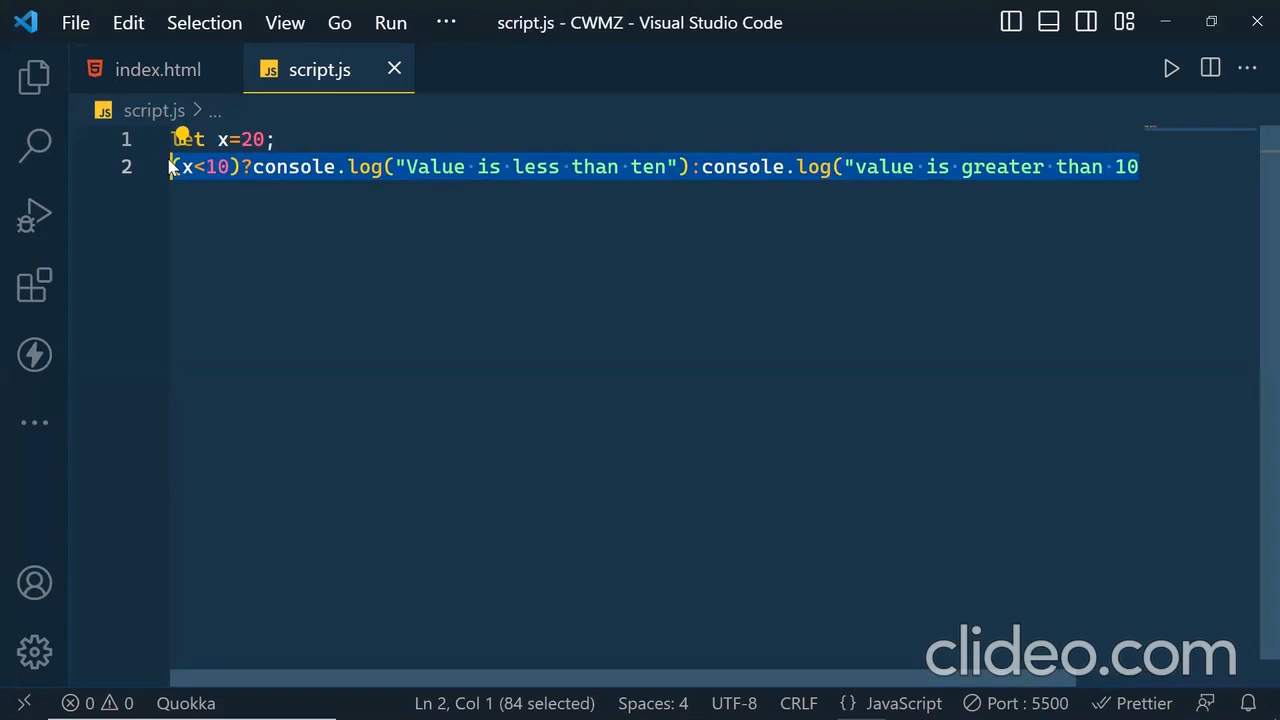 File Edit Selection View Go Run ··· script.js - CWMZ - Visual Studio Code
index.html JS script.js
JS script.js > ...
1 let x=20;
2 (x<10)?console.log("Value is less than ten"):console.log("value is greater than 10
clideo.com
0 0 Quokka Ln 2, Col 1 (84 selected) Spaces: 4 UTF-8 CRLF {} JavaScript Port : 5500 Prettier